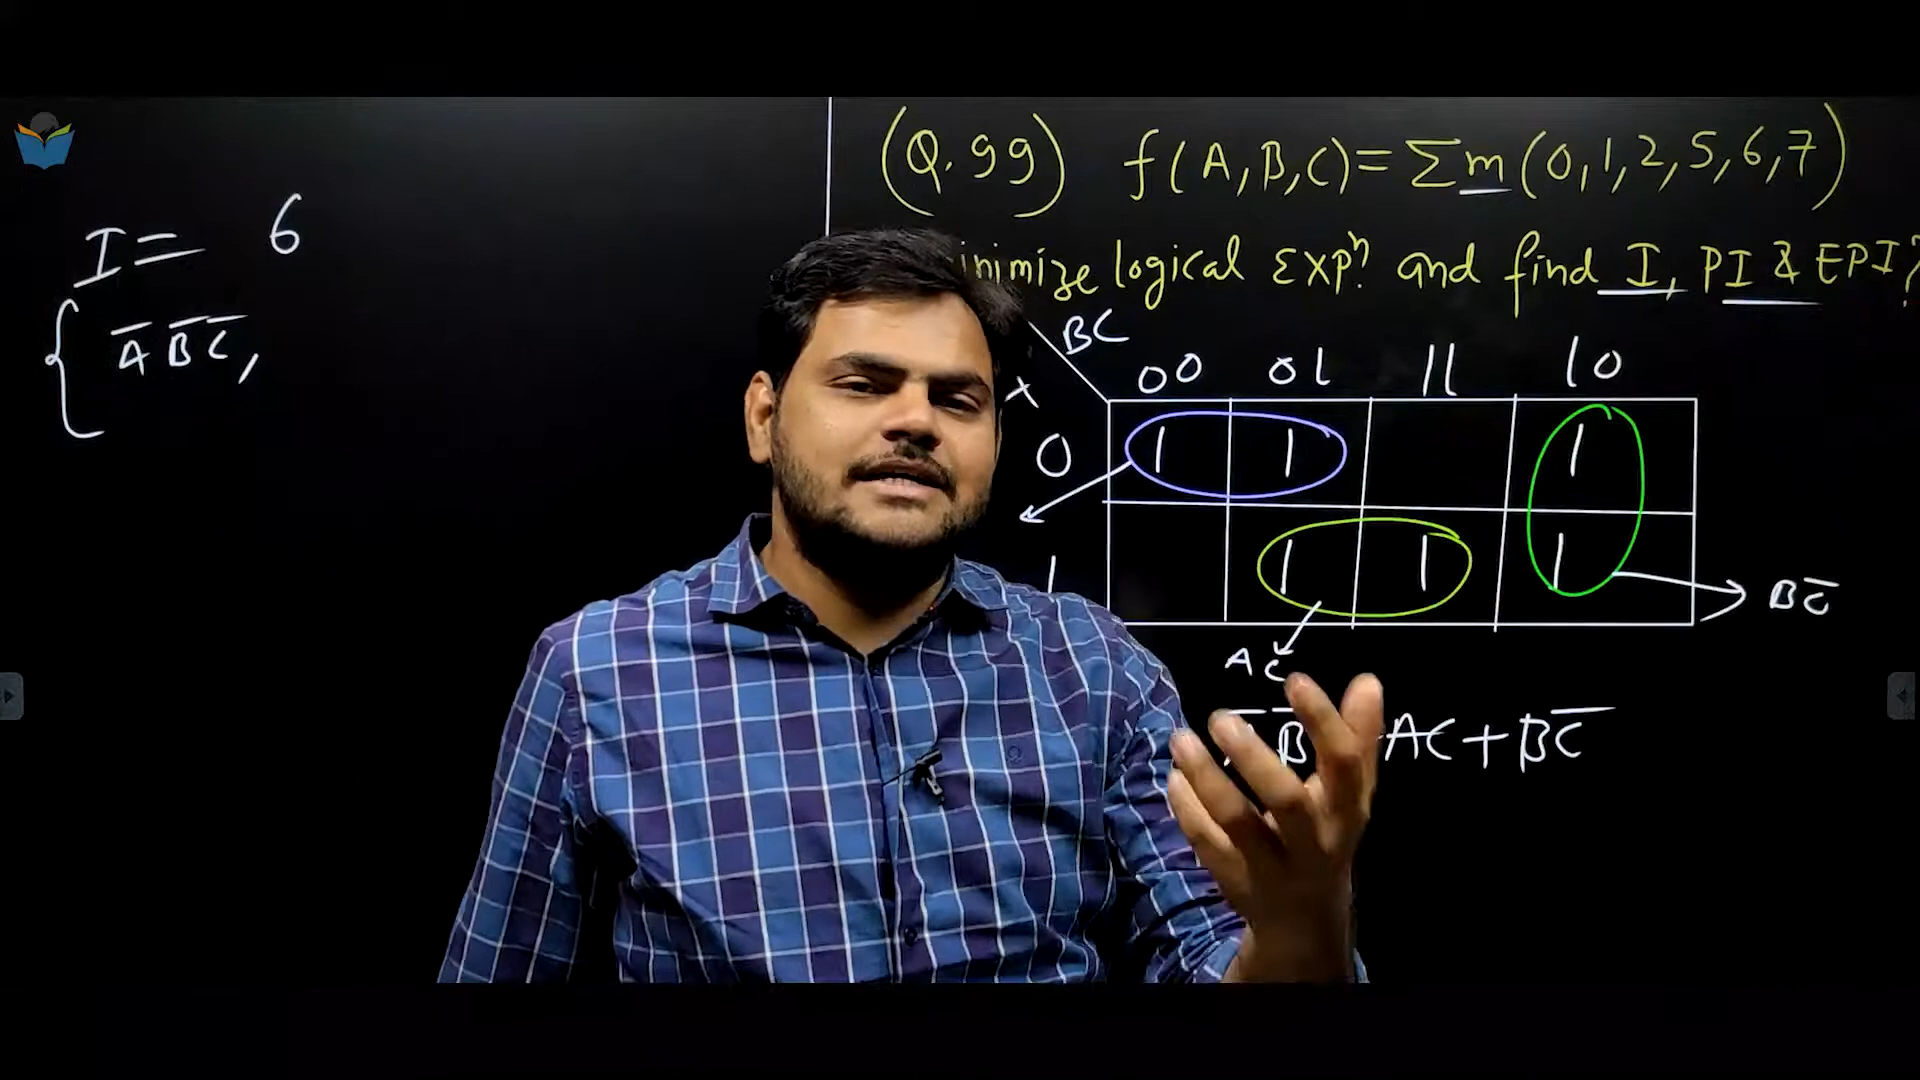 I = 6
{ A̅ B̅ C̅,
(Q.99) f(A,B,C) = Σm(0,1,2,5,6,7)
inimize logical Expⁿ? and find I, PI & EPI?
BC
00 01 11 10
0 1 1 1
1 1 1 1
BC̅
AC
B AC + BC̅